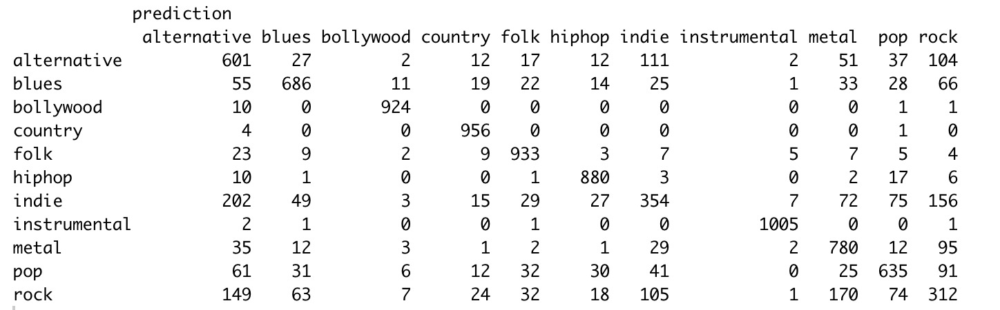 prediction
alternative blues bollywood country folk hiphop indie instrumental metal pop rock
alternative 601 27 2 12 17 12 111 2 51 37 104
blues 55 686 11 19 22 14 25 1 33 28 66
bollywood 10 0 924 0 0 0 0 0 0 1 1
country 4 0 0 956 0 0 0 0 0 1 0
folk 23 9 2 9 933 3 7 5 7 5 4
hiphop 10 1 0 0 1 880 3 0 2 17 6
indie 202 49 3 15 29 27 354 7 72 75 156
instrumental 2 1 0 0 1 0 0 1005 0 0 1
metal 35 12 3 1 2 1 29 2 780 12 95
pop 61 31 6 12 32 30 41 0 25 635 91
rock 149 63 7 24 32 18 105 1 170 74 312